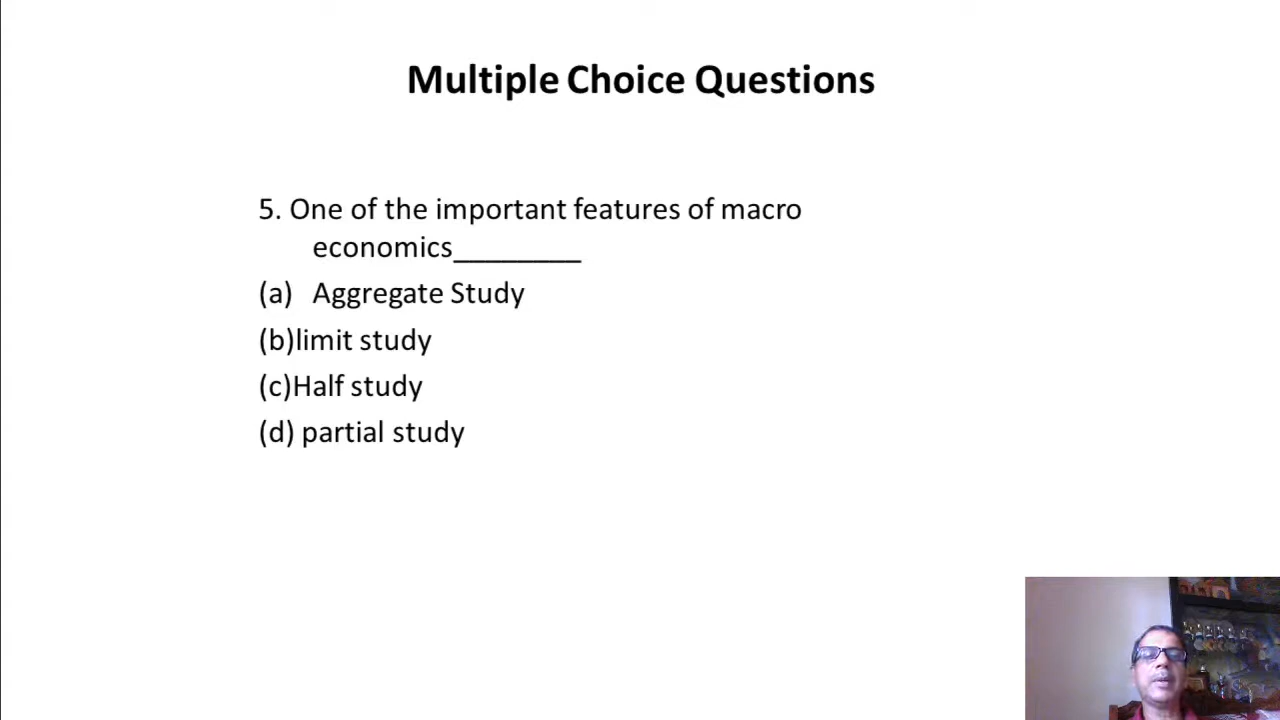 Multiple Choice Questions
5. One of the important features of macro
economics________
(a) Aggregate Study
(b)limit study
(c)Half study
(d) partial study